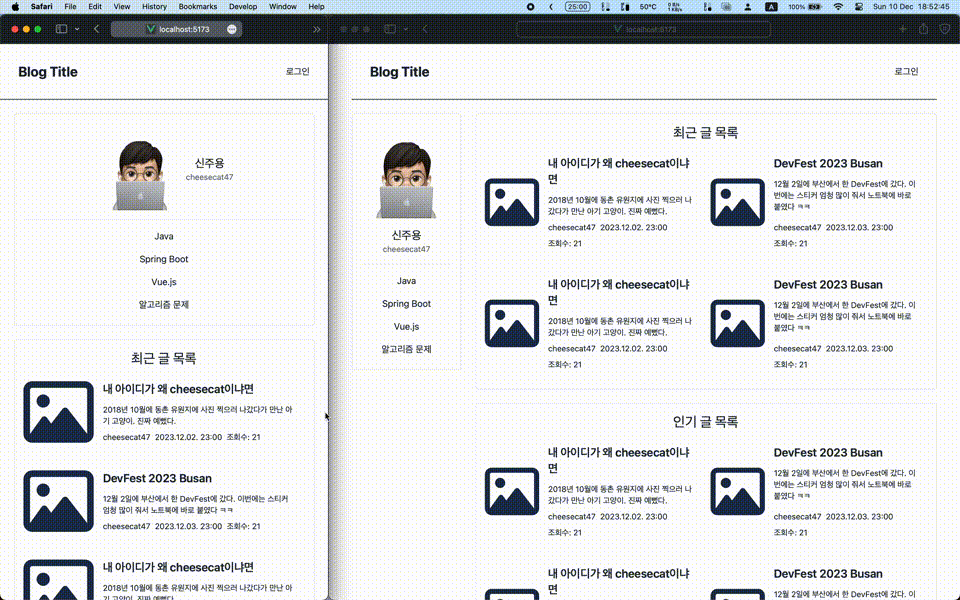 Safari File Edit View History Bookmarks Develop Window Help
25:00 50°C A 100% Sun 10 Dec 18:52:45
localhost:5173
localhost:5173
Blog Title
로그인
신주용
cheesecat47
Java
Spring Boot
Vue.js
알고리즘 문제
최근 글 목록
내 아이디가 왜 cheesecat이냐면
2018년 10월에 동촌 유원지에 사진 찍으러 나갔다가 만난 아
기 고양이. 진짜 예뻤다.
cheesecat47 2023.12.02. 23:00 조회수: 21
DevFest 2023 Busan
12월 2일에 부산에서 한 DevFest에 갔다. 이번에는 스티커
엄청 많이 줘서 노트북에 바로 붙였다 ㅋㅋ
cheesecat47 2023.12.03. 23:00 조회수: 21
내 아이디가 왜 cheesecat이냐면
2018년 10월에 동촌 유원지에 사진 찍으러 나갔다가 만난 아
Blog Title
로그인
신주용
cheesecat47
Java
Spring Boot
Vue.js
알고리즘 문제
최근 글 목록
내 아이디가 왜 cheesecat이냐
면
2018년 10월에 동촌 유원지에 사진 찍으러 나
갔다가 만난 아기 고양이. 진짜 예뻤다.
cheesecat47 2023.12.02. 23:00
조회수: 21
DevFest 2023 Busan
12월 2일에 부산에서 한 DevFest에 갔다. 이
번에는 스티커 엄청 많이 줘서 노트북에 바로
붙였다 ㅋㅋ
cheesecat47 2023.12.03. 23:00
조회수: 21
내 아이디가 왜 cheesecat이냐
면
2018년 10월에 동촌 유원지에 사진 찍으러 나
갔다가 만난 아기 고양이. 진짜 예뻤다.
cheesecat47 2023.12.02. 23:00
조회수: 21
DevFest 2023 Busan
12월 2일에 부산에서 한 DevFest에 갔다. 이
번에는 스티커 엄청 많이 줘서 노트북에 바로
붙였다 ㅋㅋ
cheesecat47 2023.12.03. 23:00
조회수: 21
인기 글 목록
내 아이디가 왜 cheesecat이냐
면
2018년 10월에 동촌 유원지에 사진 찍으러 나
갔다가 만난 아기 고양이. 진짜 예뻤다.
cheesecat47 2023.12.02. 23:00
조회수: 21
DevFest 2023 Busan
12월 2일에 부산에서 한 DevFest에 갔다. 이
번에는 스티커 엄청 많이 줘서 노트북에 바로
붙였다 ㅋㅋ
cheesecat47 2023.12.03. 23:00
조회수: 21
내 아이디가 왜 cheesecat이냐
면
DevFest 2023 Busan
12월 2일에 부산에서 한 DevFest에 갔다. 이